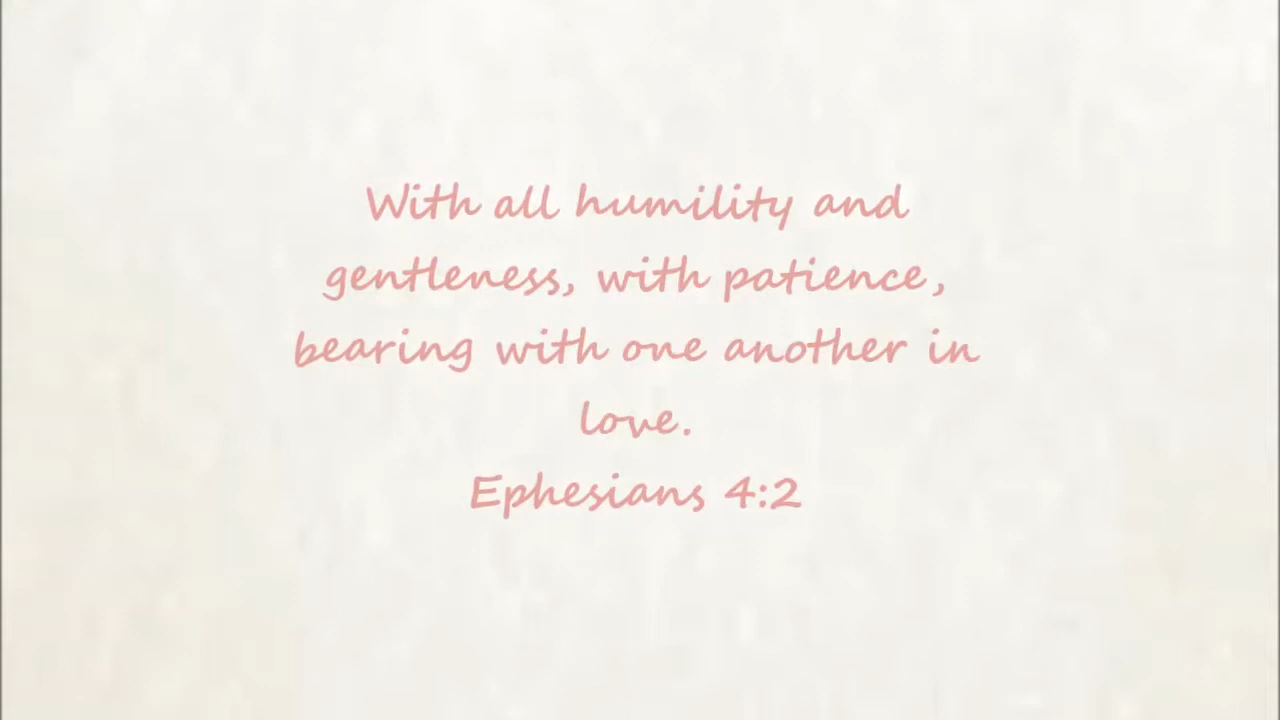 With all humility and
gentleness, with patience,
bearing with one another in
love.
Ephesians 4:2